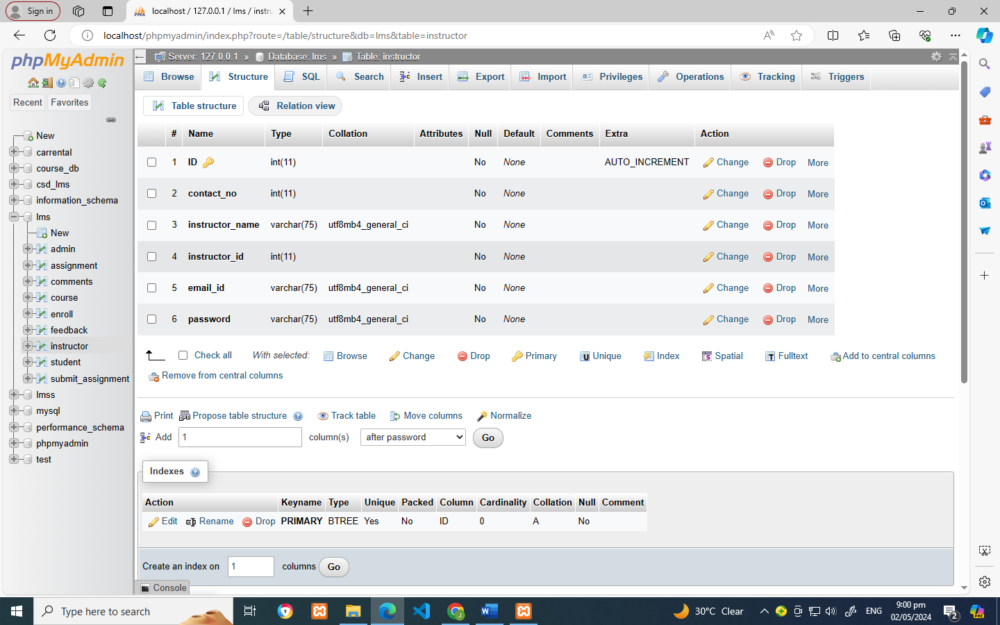 Sign in
localhost / 127.0.0.1 / lms / instru
localhost/phpmyadmin/index.php?route=/table/structure&db=lms&table=instructor
phpMyAdmin
Recent Favorites
New
carrental
course_db
csd_lms
information_schema
lms
New
admin
assignment
comments
course
enroll
feedback
instructor
student
submit_assignment
lmss
mysql
performance_schema
phpmyadmin
test
Server: 127.0.0.1 » Database: lms » Table: instructor
Browse Structure SQL Search Insert Export Import Privileges Operations Tracking Triggers
Table structure Relation view
# Name Type Collation Attributes Null Default Comments Extra Action
1 ID int(11) No None AUTO_INCREMENT Change Drop More
2 contact_no int(11) No None Change Drop More
3 instructor_name varchar(75) utf8mb4_general_ci No None Change Drop More
4 instructor_id int(11) No None Change Drop More
5 email_id varchar(75) utf8mb4_general_ci No None Change Drop More
6 password varchar(75) utf8mb4_general_ci No None Change Drop More
Check all With selected: Browse Change Drop Primary Unique Index Spatial Fulltext Add to central columns
Remove from central columns
Print Propose table structure Track table Move columns Normalize
Add 1 column(s) after password Go
Indexes
Action Keyname Type Unique Packed Column Cardinality Collation Null Comment
Edit Rename Drop PRIMARY BTREE Yes No ID 0 A No
Create an index on 1 columns Go
Console
Type here to search
30°C Clear
ENG
9:00 pm
02/05/2024
2
PRE